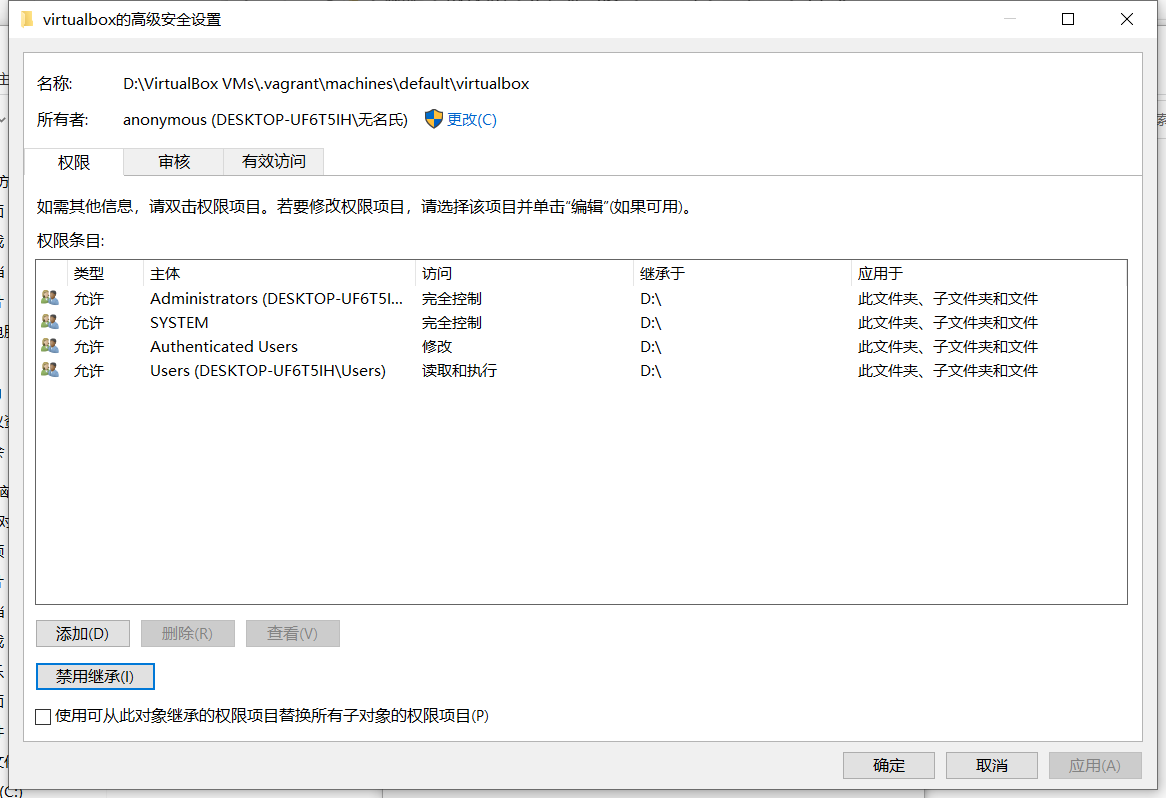 virtualbox的高级安全设置
名称: D:\VirtualBox VMs\.vagrant\machines\default\virtualbox
所有者: anonymous (DESKTOP-UF6T5IH\无名氏) 更改(C)
权限 审核 有效访问
如需其他信息，请双击权限项目。若要修改权限项目，请选择该项目并单击“编辑”(如果可用)。
权限条目:
类型 主体 访问 继承于 应用于
允许 Administrators (DESKTOP-UF6T5I... 完全控制 D:\ 此文件夹、子文件夹和文件
允许 SYSTEM 完全控制 D:\ 此文件夹、子文件夹和文件
允许 Authenticated Users 修改 D:\ 此文件夹、子文件夹和文件
允许 Users (DESKTOP-UF6T5IH\Users) 读取和执行 D:\ 此文件夹、子文件夹和文件
添加(D) 删除(R) 查看(V)
禁用继承(I)
使用可从此对象继承的权限项目替换所有子对象的权限项目(P)
确定 取消 应用(A)
(C:)